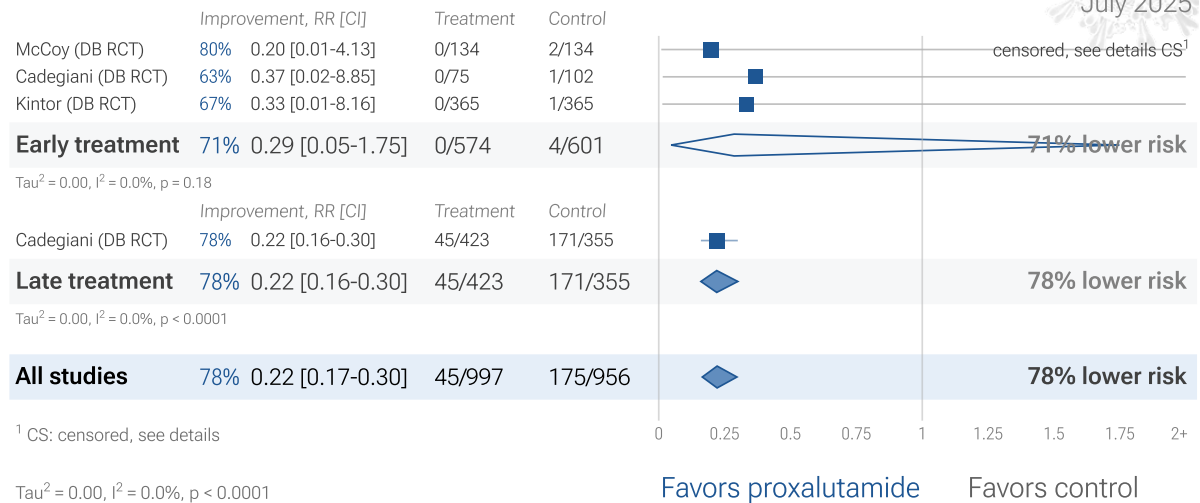 July 2025
Improvement, RR [CI] Treatment Control
McCoy (DB RCT) 80% 0.20 [0.01-4.13] 0/134 2/134 censored, see details CS1
Cadegiani (DB RCT) 63% 0.37 [0.02-8.85] 0/75 1/102
Kintor (DB RCT) 67% 0.33 [0.01-8.16] 0/365 1/365
Early treatment 71% 0.29 [0.05-1.75] 0/574 4/601 71% lower risk
Tau2 = 0.00, I2 = 0.0%, p = 0.18
Improvement, RR [CI] Treatment Control
Cadegiani (DB RCT) 78% 0.22 [0.16-0.30] 45/423 171/355
Late treatment 78% 0.22 [0.16-0.30] 45/423 171/355 78% lower risk
Tau2 = 0.00, I2 = 0.0%, p < 0.0001
All studies 78% 0.22 [0.17-0.30] 45/997 175/956 78% lower risk
1 CS: censored, see details 0 0.25 0.5 0.75 1 1.25 1.5 1.75 2+
Tau2 = 0.00, I2 = 0.0%, p < 0.0001 Favors proxalutamide Favors control